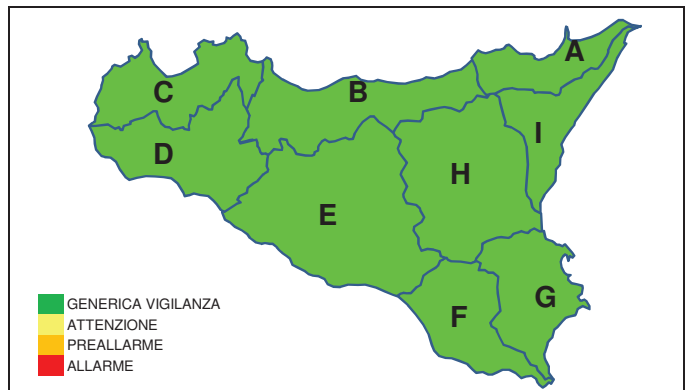 A
B
C
I
D
H
E
G
F
GENERICA VIGILANZA
ATTENZIONE
PREALLARME
ALLARME